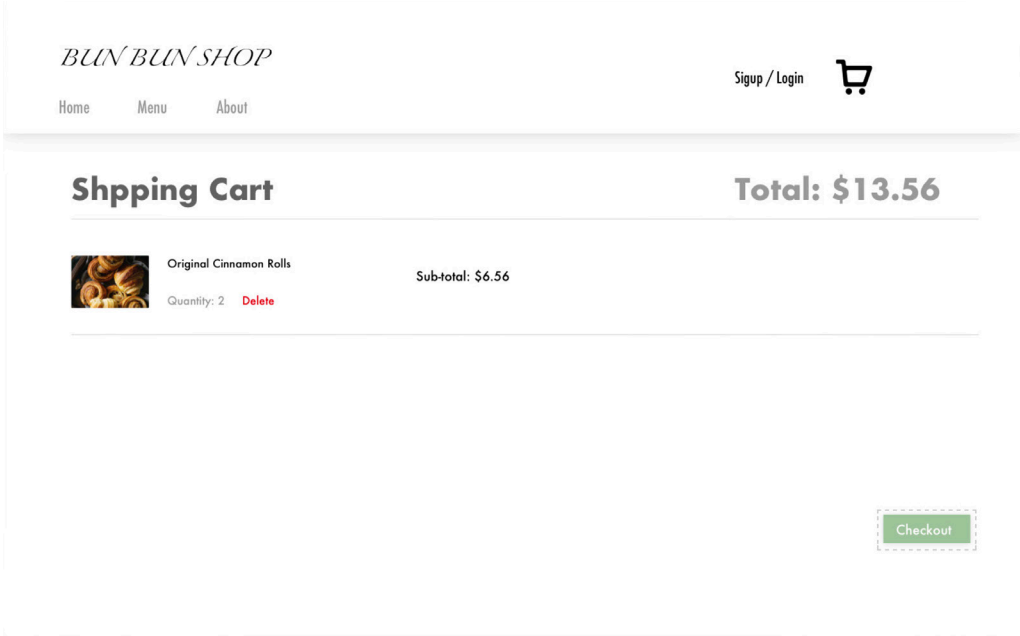 BUN BUN SHOP
Sigup / Login
Home Menu About
Shpping Cart Total: $13.56
Original Cinnamon Rolls
Sub-total: $6.56
Quantity: 2 Delete
Checkout